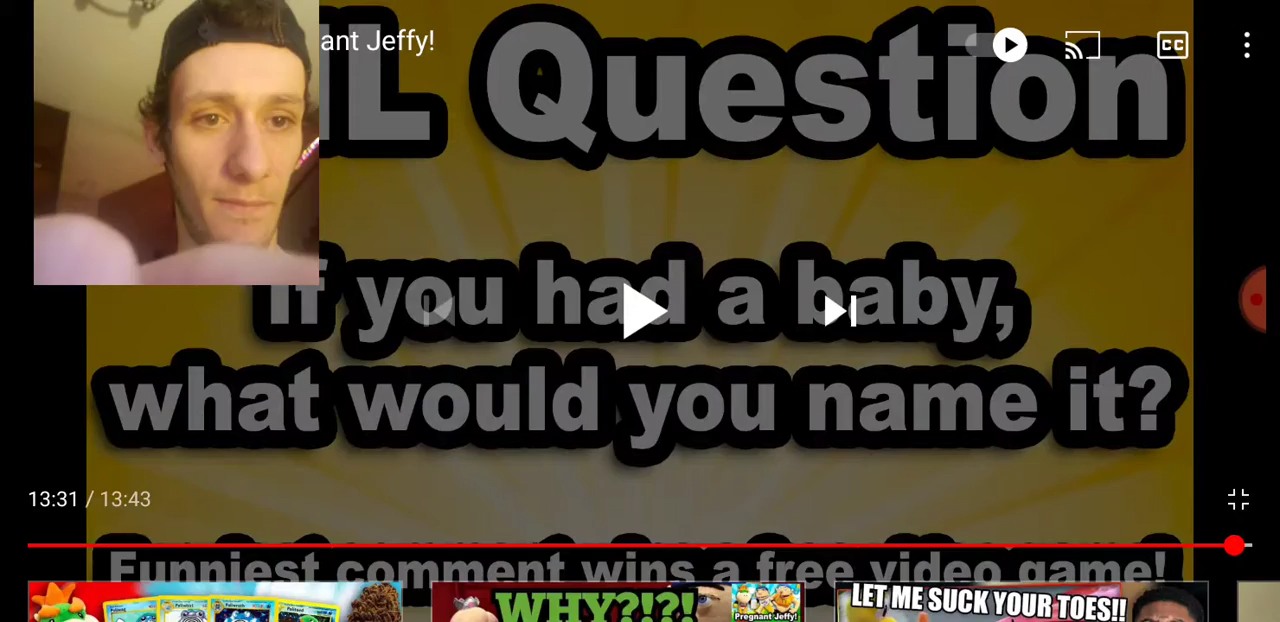 ant Jeffy!
L Question
If you had a baby,
what would you name it?
13:31 / 13:43
Funniest comment wins a free video game!
WHY?!?!
Pregnant Jeffy!
LET ME SUCK YOUR TOES!!
CC